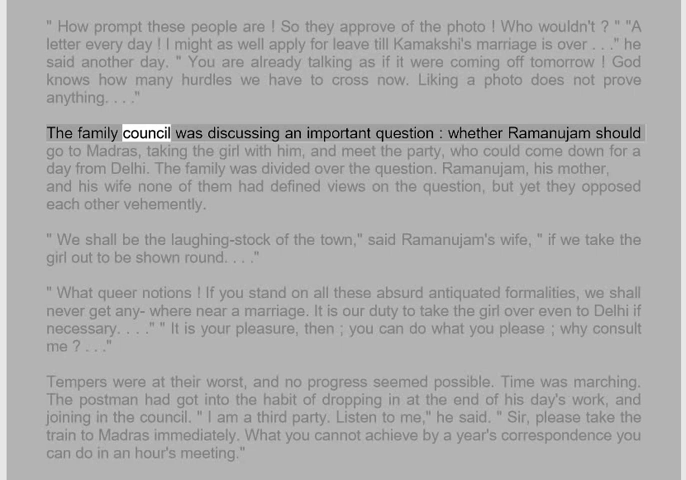 " How prompt these people are ! So they approve of the photo ! Who wouldn't ? " "A
letter every day ! I might as well apply for leave till Kamakshi's marriage is over . . ." he
said another day. " You are already talking as if it were coming off tomorrow ! God
knows how many hurdles we have to cross now. Liking a photo does not prove
anything. . . ."
The family council was discussing an important question : whether Ramanujam should
go to Madras, taking the girl with him, and meet the party, who could come down for a
day from Delhi. The family was divided over the question. Ramanujam, his mother,
and his wife none of them had defined views on the question, but yet they opposed
each other vehemently.
" We shall be the laughing-stock of the town," said Ramanujam's wife, " if we take the
girl out to be shown round. . . ."
" What queer notions ! If you stand on all these absurd antiquated formalities, we shall
never get any- where near a marriage. It is our duty to take the girl over even to Delhi if
necessary. . . ." " It is your pleasure, then ; you can do what you please ; why consult
me ? . . ."
Tempers were at their worst, and no progress seemed possible. Time was marching.
The postman had got into the habit of dropping in at the end of his day's work, and
joining in the council. " I am a third party. Listen to me," he said. " Sir, please take the
train to Madras immediately. What you cannot achieve by a year's correspondence you
can do in an hour's meeting."